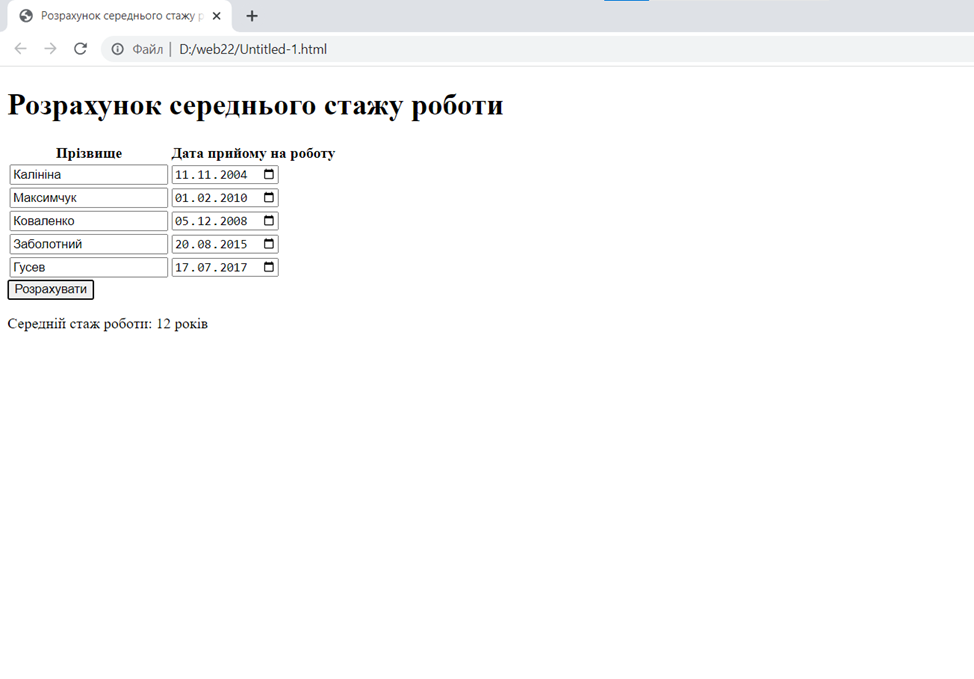 Розрахунок середнього стажу р
Файл | D:/web22/Untitled-1.html
Розрахунок середнього стажу роботи
Прізвище Дата прийому на роботу
Калініна 11.11.2004
Максимчук 01.02.2010
Коваленко 05.12.2008
Заболотний 20.08.2015
Гусев 17.07.2017
Розрахувати
Середній стаж роботи: 12 років